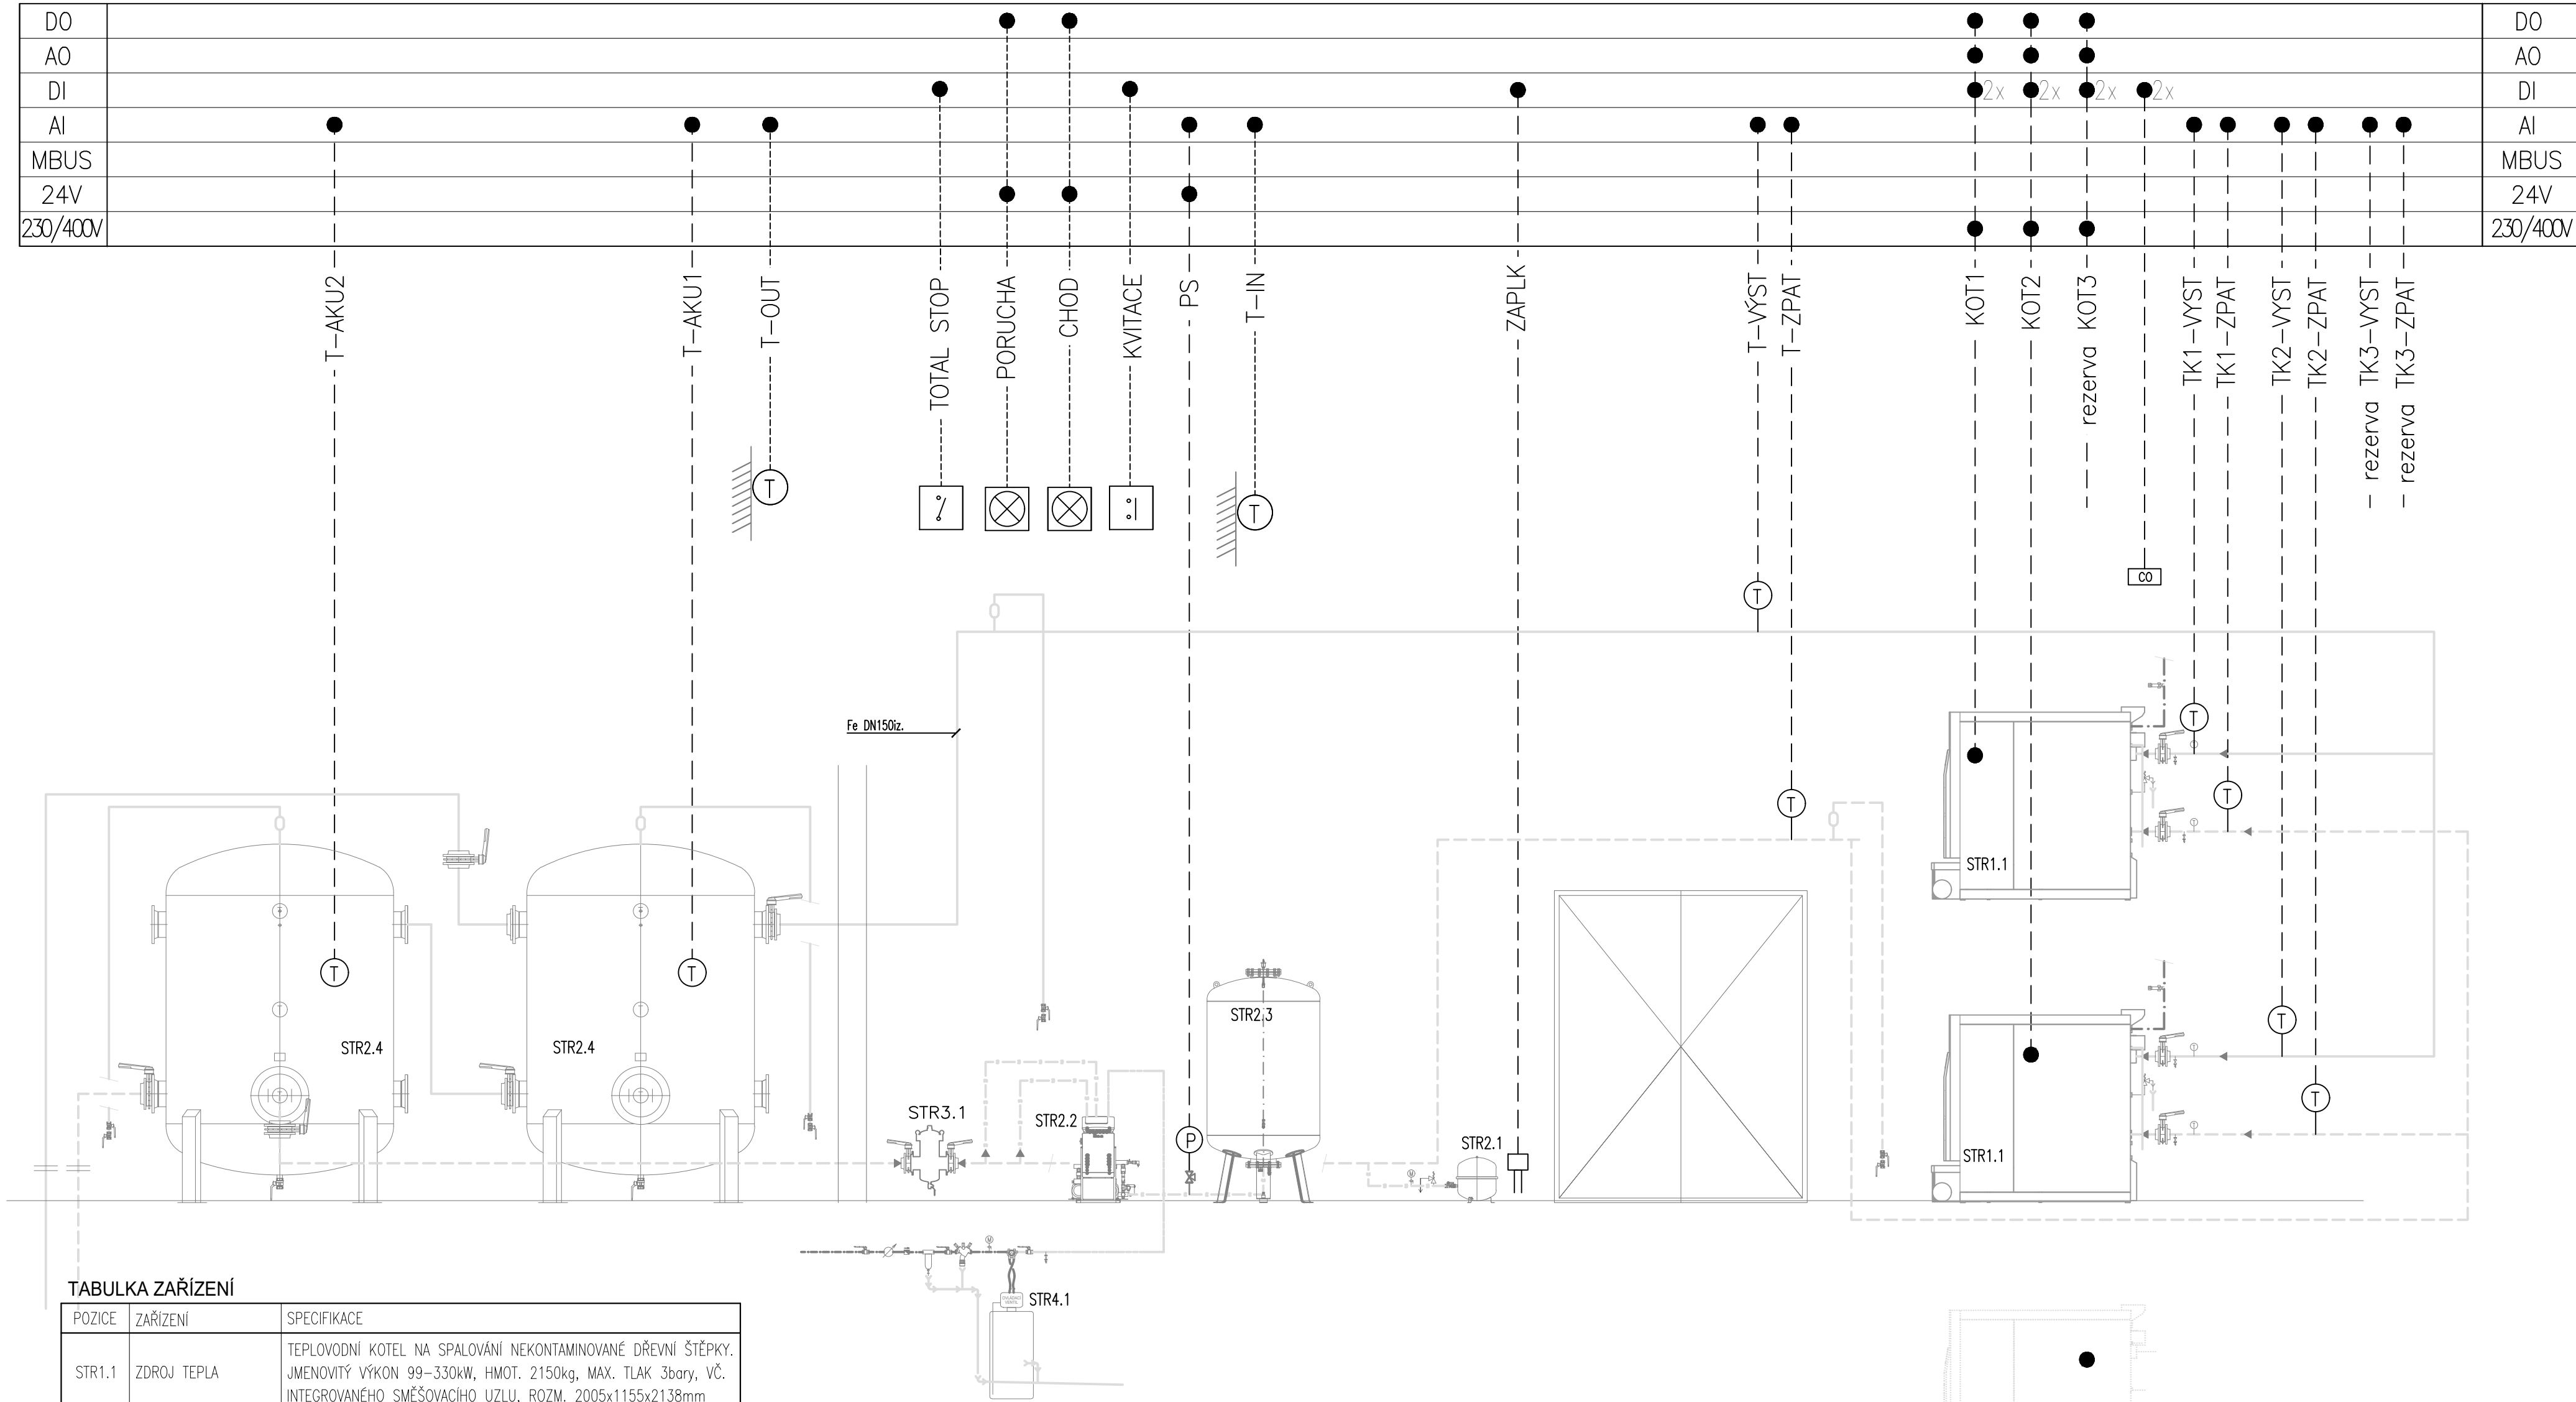 DO DO
AO AO
DI 2x 2x 2x 2x DI
AI AI
MBUS MBUS
24V 24V
230/400V 230/400V
T-AKU2
T-AKU1
T-OUT
TOTAL STOP
PORUCHA
CHOD
KVITACE
PS
T-IN
ZAPLK
T-VÝST
T-ZPAT
KOT1
KOT2
rezerva KOT3
TK1-VYST
TK1-ZPAT
TK2-VYST
TK2-ZPAT
rezerva TK3-VYST
rezerva TK3-ZPAT
T
T
CO
T
Fe DN150iz.
T
T
T
STR1.1
T
T
STR2.3
T
STR2.4
STR2.4
T
STR3.1
STR2.2
P
STR2.1
STR1.1
M
M
STR4.1
TABULKA ZAŘÍZENÍ
POZICE ZAŘÍZENÍ SPECIFIKACE
STR1.1 ZDROJ TEPLA
TEPLOVODNÍ KOTEL NA SPALOVÁNÍ NEKONTAMINOVANÉ DŘEVNÍ ŠTĚPKY.
JMENOVITÝ VÝKON 99-330kW, HMOT. 2150kg, MAX. TLAK 3bary, VČ.
INTEGROVANÉHO SMĚŠOVACÍHO UZLU, ROZM. 2005x1155x2138mm